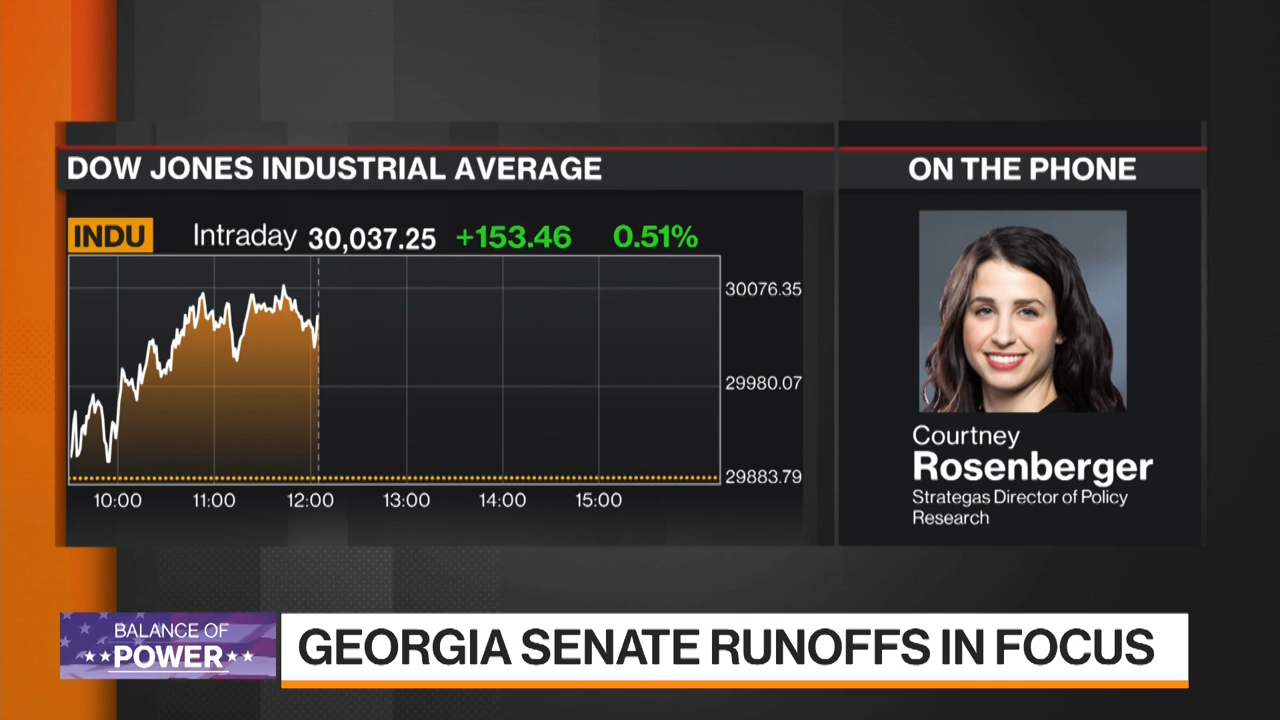 DOW JONES INDUSTRIAL AVERAGE
INDU Intraday 30,037.25 +153.46 0.51%
30076.35
29980.07
29883.79
10:00 11:00 12:00 13:00 14:00 15:00
ON THE PHONE
Courtney
Rosenberger
Strategas Director of Policy
Research
BALANCE OF
POWER
GEORGIA SENATE RUNOFFS IN FOCUS